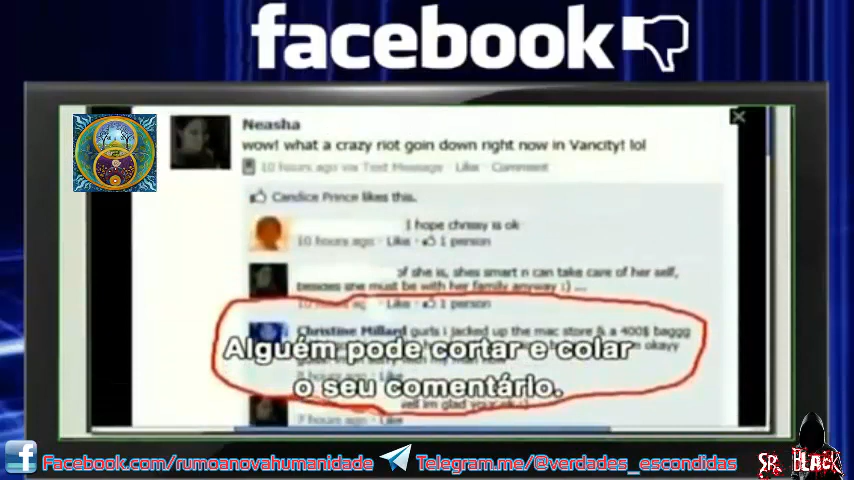 facebook
Neasha
wow! what a crazy riot goin down right now in Vancity! lol
10 hours ago via Text Message · Like · Comment
Candice Prince likes this.
I hope chrissy is ok
10 hours ago · Like · 1 person
of she is, shes smart n can take care of her self,
besides she must be with her family anyway :) ...
10 hours ag · Like · 1 person
Christine Millard gurls i jacked up the mac store & a 400$ baggg
okayy
Alguém pode cortar e colar
o seu comentário.
7 hours ago · Like
Facebook.com/rumoanovahumanidade
Telegram.me/@verdades_escondidas
SR. BLACK